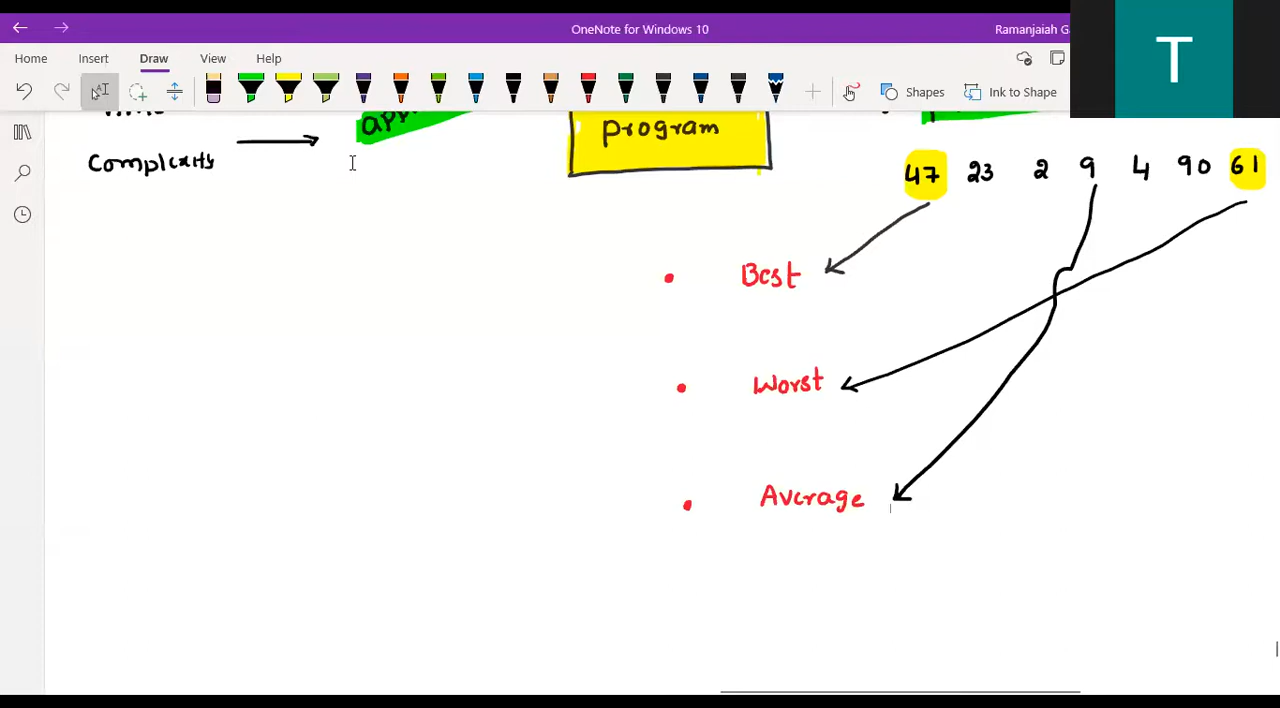 OneNote for Windows 10
Ramanjaiah G
T
Home Insert Draw View Help
Shapes Ink to Shape
program
Complexity
47 23 2 9 4 90 61
Best
Worst
Average